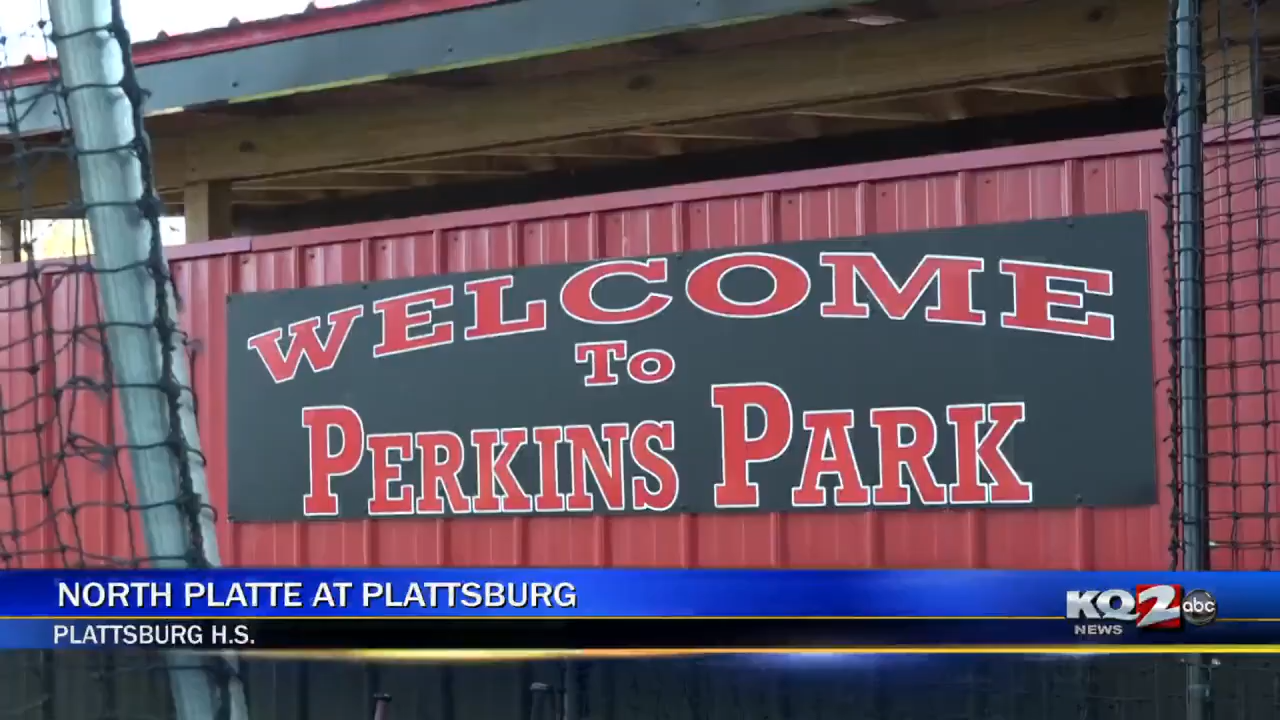 WELCOME
To
PERKINS PARK
NORTH PLATTE AT PLATTSBURG
PLATTSBURG H.S.
KQ2 abc
NEWS